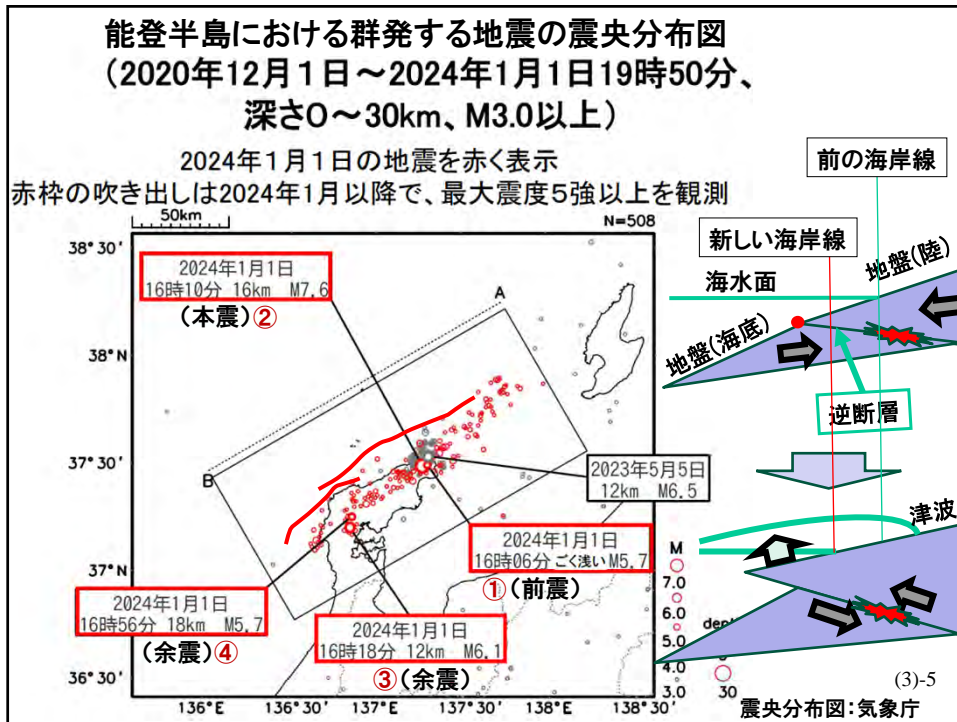 能登半島における群発する地震の震央分布図
(2020年12月1日～2024年1月1日19時50分、
深さ0～30km、M3.0以上)
2024年1月1日の地震を赤く表示
赤枠の吹き出しは2024年1月以降で、最大震度5強以上を観測
50km
N=508
38°30′
38°N
37°30′
37°N
36°30′
136°E
136°30′
137°E
137°30′
138°E
2024年1月1日
16時10分 16km M7.6
(本震)②
A
B
2023年5月5日
12km M6.5
2024年1月1日
16時06分 ごく浅い M5.7
①(前震)
2024年1月1日
16時56分 18km M5.7
(余震)④
2024年1月1日
16時18分 12km M6.1
③(余震)
M
7.0
6.0
5.0
4.0
3.0
30
前の海岸線
新しい海岸線
地盤(陸)
海水面
地盤(海底)
逆断層
津波
(3)-5
震央分布図:気象庁